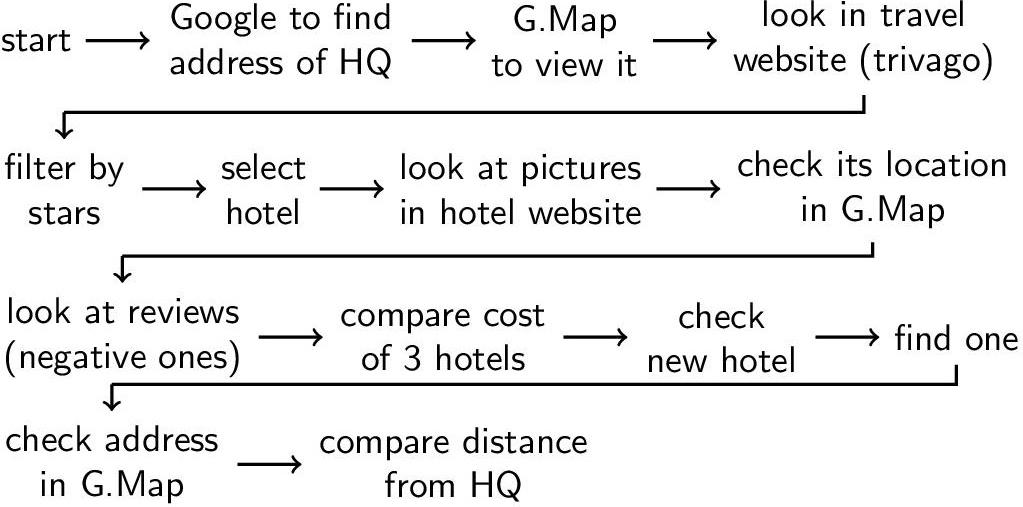 start
Google to find
address of HQ
G.Map
to view it
look in travel
website (trivago)
filter by
stars
select
hotel
look at pictures
in hotel website
check its location
in G.Map
look at reviews
(negative ones)
compare cost
of 3 hotels
check
new hotel
find one
check address
in G.Map
compare distance
from HQ